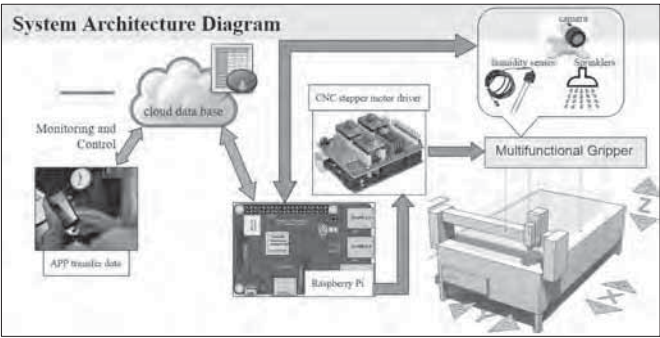 System Architecture Diagram
camera
humidity sensor
Sprinklers
cloud data base
CNC stepper motor driver
Monitoring and
Control
Multifunctional Gripper
Z
APP transfer data
Raspberry Pi
X
Y